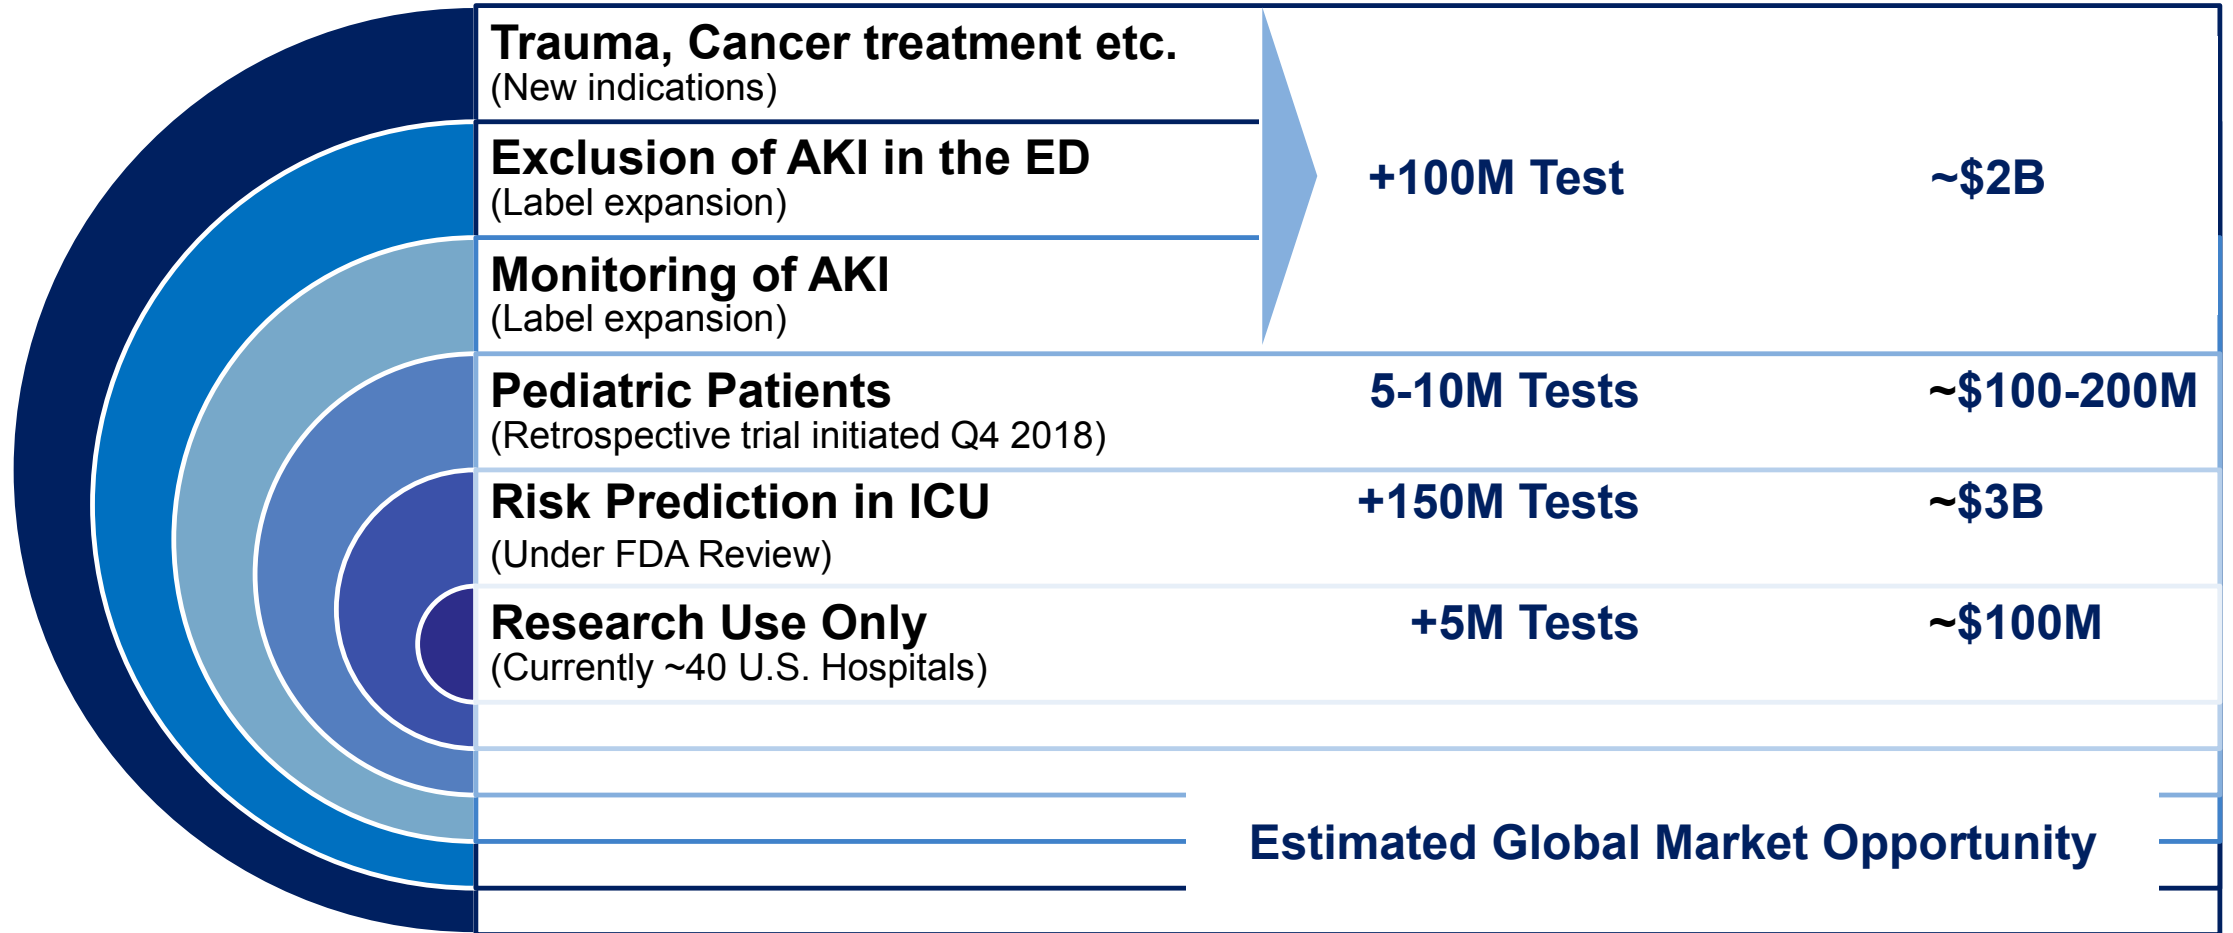 Trauma, Cancer treatment etc.
(New indications)
Exclusion of AKI in the ED
(Label expansion)
+100M Test ~$2B
Monitoring of AKI
(Label expansion)
Pediatric Patients 5-10M Tests ~$100-200M
(Retrospective trial initiated Q4 2018)
Risk Prediction in ICU +150M Tests ~$3B
(Under FDA Review)
Research Use Only +5M Tests ~$100M
(Currently ~40 U.S. Hospitals)
Estimated Global Market Opportunity